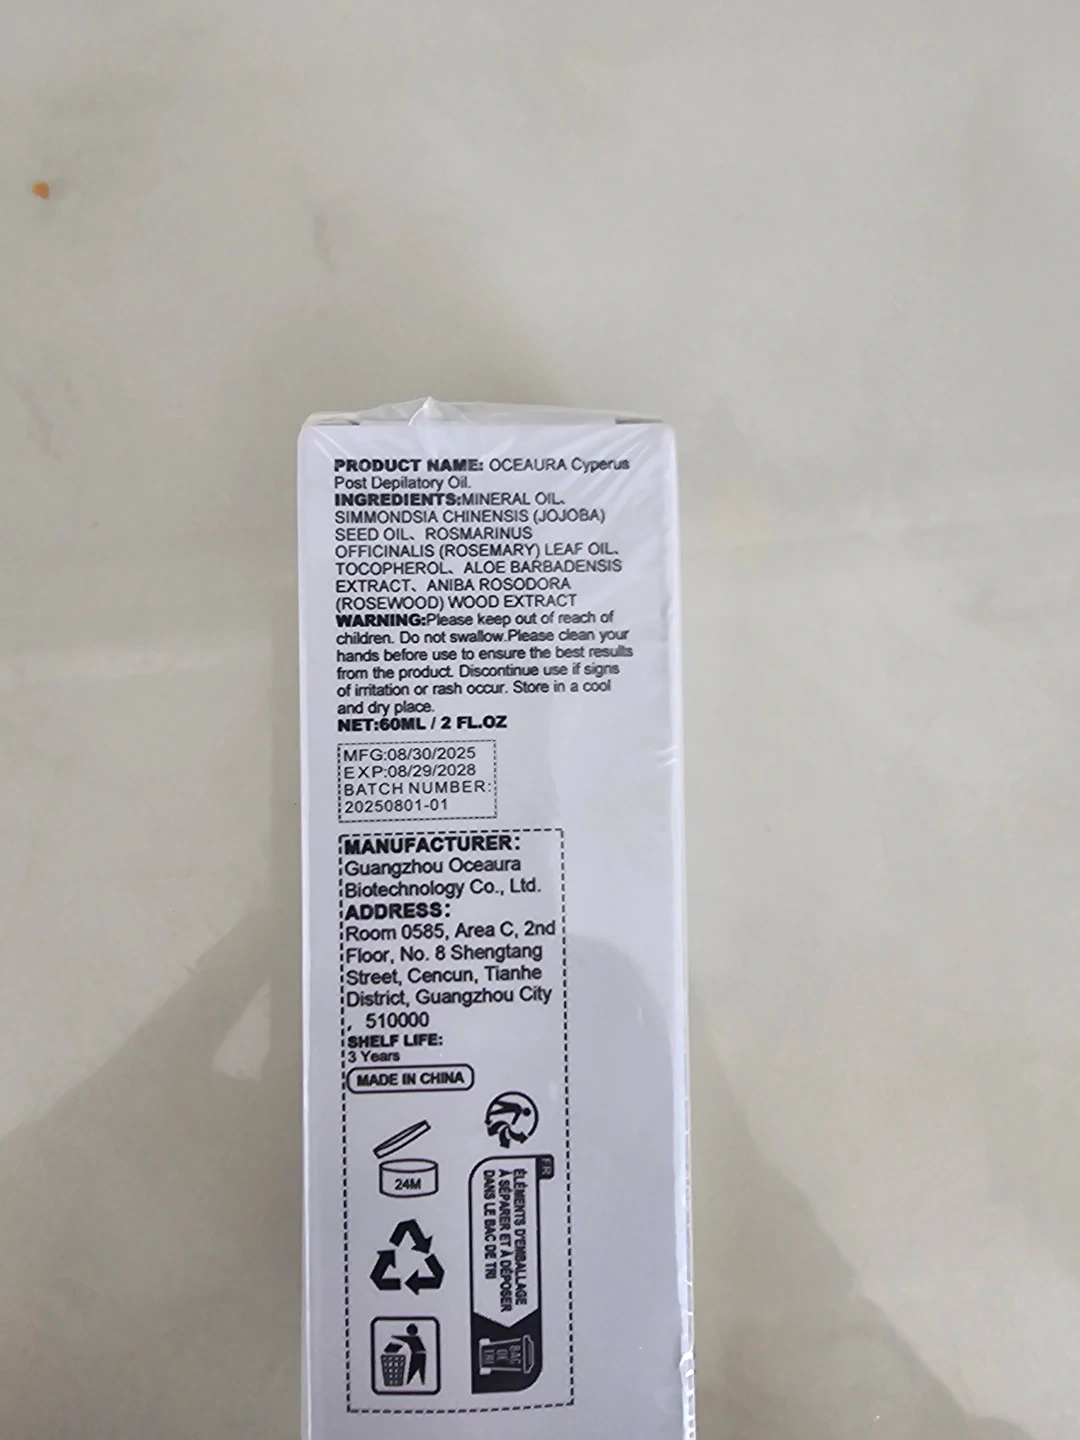 PRODUCT NAME: OCEAURA Cyperus
Post Depilatory Oil.
INGREDIENTS:MINERAL OIL、
SIMMONDSIA CHINENSIS (JOJOBA)
SEED OIL、ROSMARINUS
OFFICINALIS (ROSEMARY) LEAF OIL、
TOCOPHEROL、ALOE BARBADENSIS
EXTRACT、ANIBA ROSODORA
(ROSEWOOD) WOOD EXTRACT
WARNING:Please keep out of reach of
children. Do not swallow.Please clean your
hands before use to ensure the best results
from the product. Discontinue use if signs
of irritation or rash occur. Store in a cool
and dry place.
NET:60ML / 2 FL.OZ
MFG:08/30/2025
EXP:08/29/2028
BATCH NUMBER:
20250801-01
MANUFACTURER:
Guangzhou Oceaura
Biotechnology Co., Ltd.
ADDRESS:
Room 0585, Area C, 2nd
Floor, No. 8 Shengtang
Street, Cencun, Tianhe
District, Guangzhou City
, 510000
SHELF LIFE:
3 Years
MADE IN CHINA
24M
FR
ÉLÉMENTS D'EMBALLAGE
À SÉPARER ET À DÉPOSER
DANS LE BAC DE TRI
BAC
DE
TRI